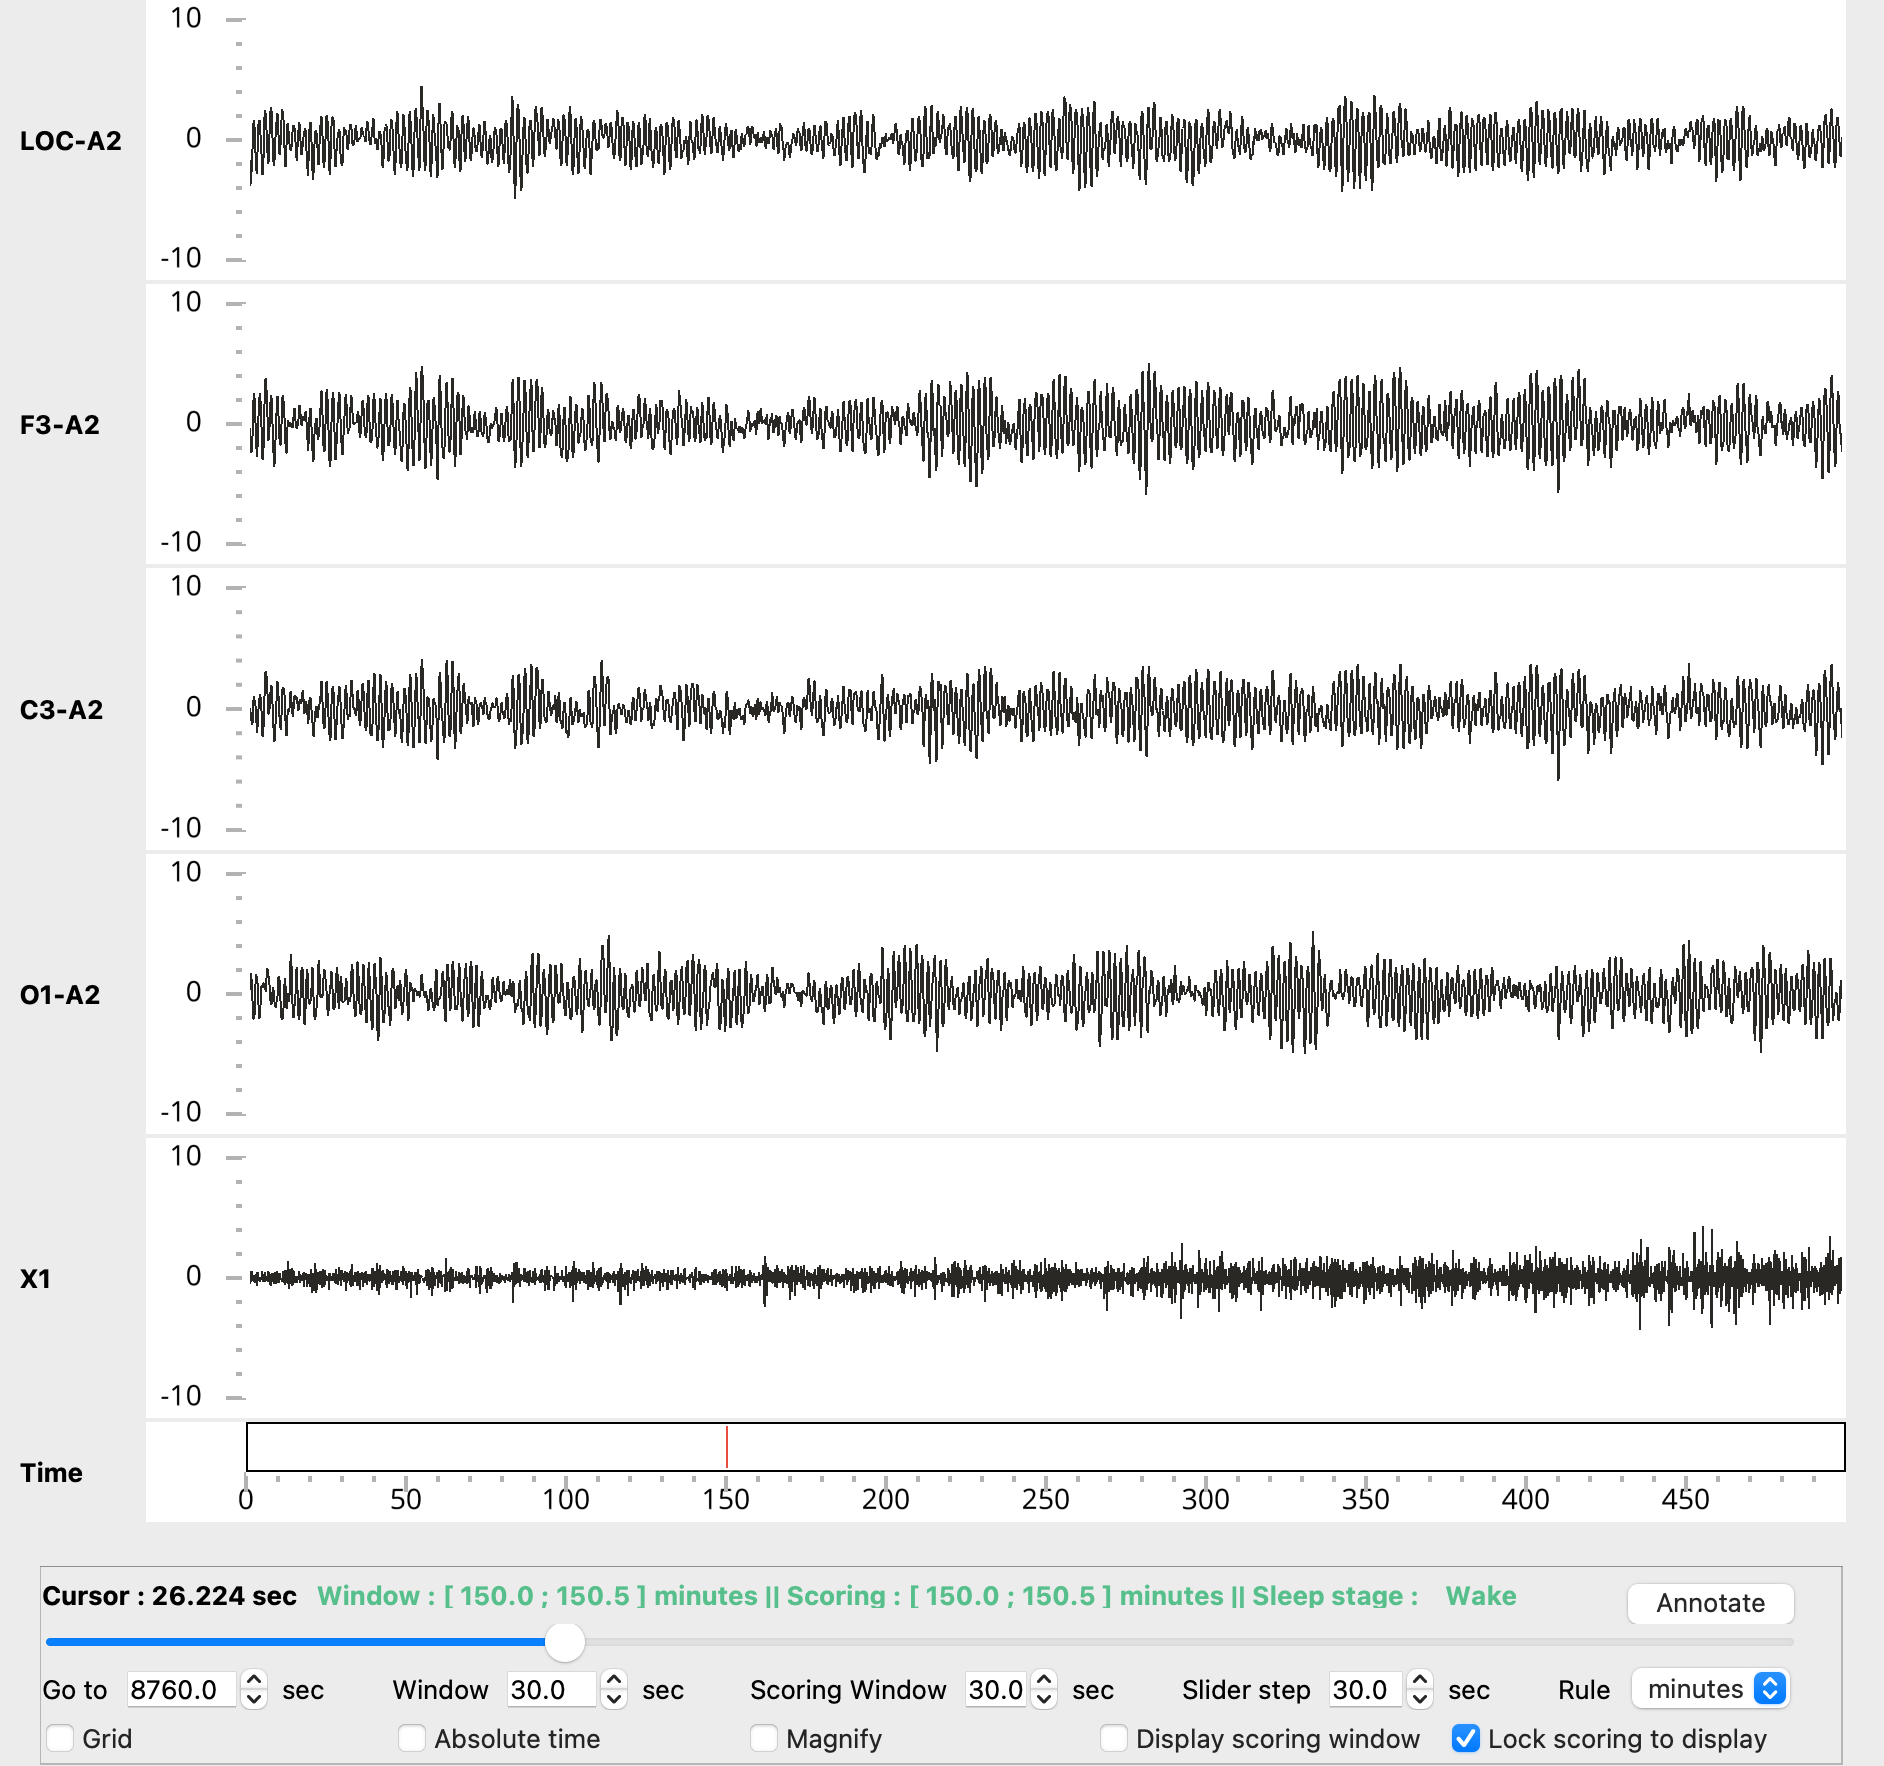 10
LOC-A2 0
-10
10
F3-A2 0
-10
10
C3-A2 0
-10
10
O1-A2 0
-10
10
X1 0
-10
Time
0 50 100 150 200 250 300 350 400 450
Cursor : 26.224 sec Window : [ 150.0 ; 150.5 ] minutes || Scoring : [ 150.0 ; 150.5 ] minutes || Sleep stage : Wake
Annotate
Go to 8760.0 sec Window 30.0 sec Scoring Window 30.0 sec Slider step 30.0 sec Rule minutes
Grid Absolute time Magnify Display scoring window Lock scoring to display